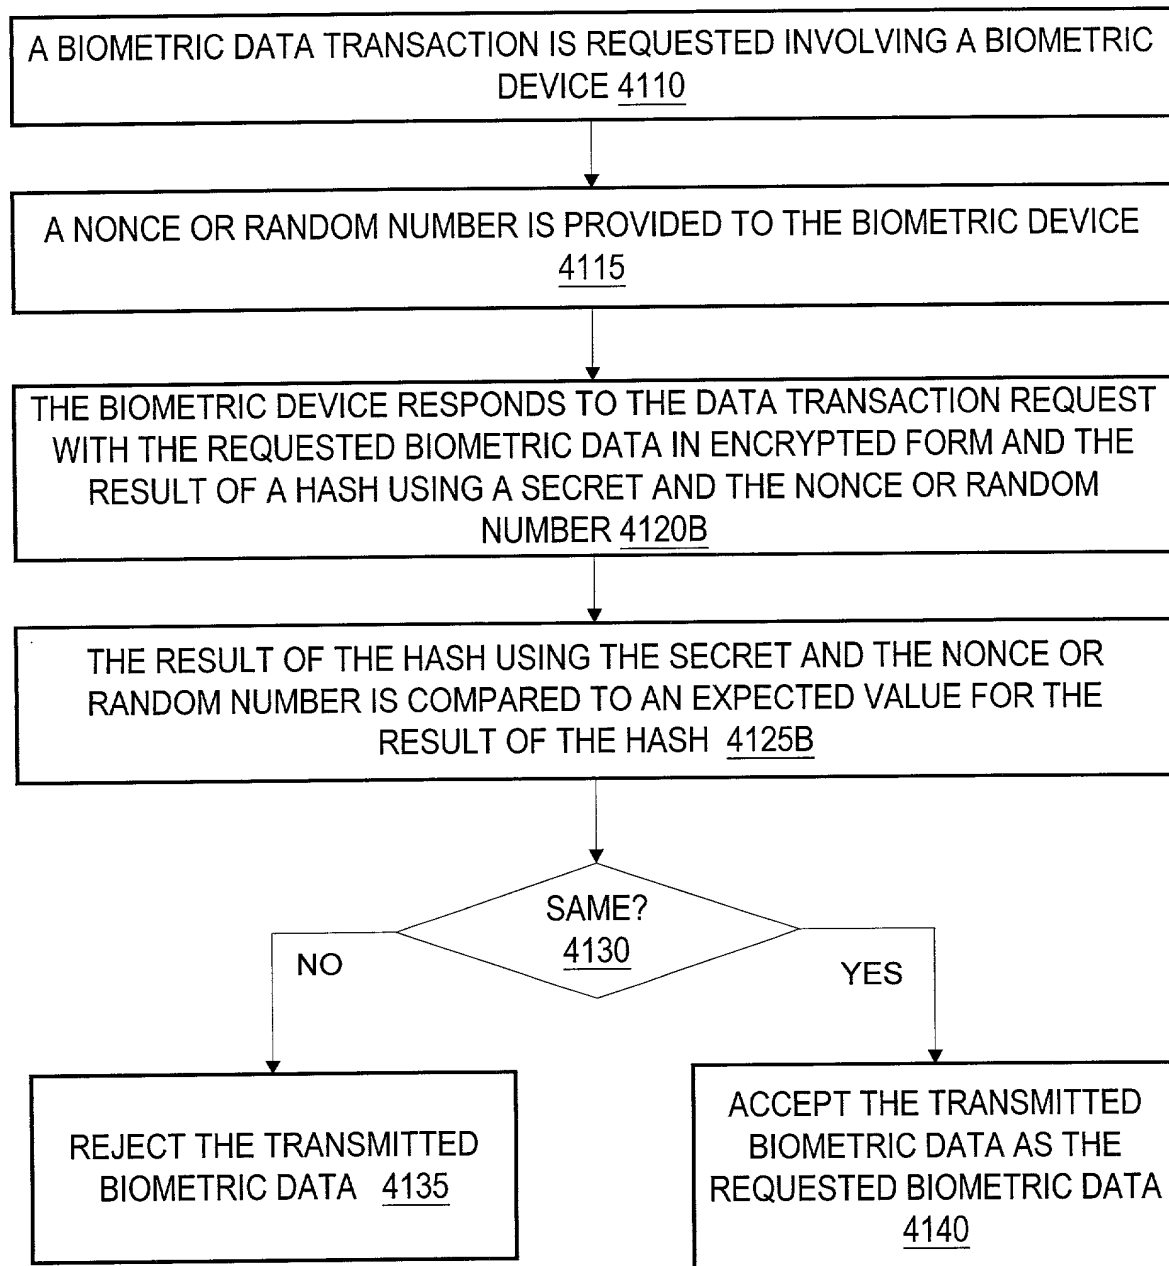 A BIOMETRIC DATA TRANSACTION IS REQUESTED INVOLVING A BIOMETRIC
DEVICE 4110
A NONCE OR RANDOM NUMBER IS PROVIDED TO THE BIOMETRIC DEVICE
4115
THE BIOMETRIC DEVICE RESPONDS TO THE DATA TRANSACTION REQUEST
WITH THE REQUESTED BIOMETRIC DATA IN ENCRYPTED FORM AND THE
RESULT OF A HASH USING A SECRET AND THE NONCE OR RANDOM
NUMBER 4120B
THE RESULT OF THE HASH USING THE SECRET AND THE NONCE OR
RANDOM NUMBER IS COMPARED TO AN EXPECTED VALUE FOR THE
RESULT OF THE HASH 4125B
SAME?
4130
NO
YES
REJECT THE TRANSMITTED
BIOMETRIC DATA 4135
ACCEPT THE TRANSMITTED
BIOMETRIC DATA AS THE
REQUESTED BIOMETRIC DATA
4140